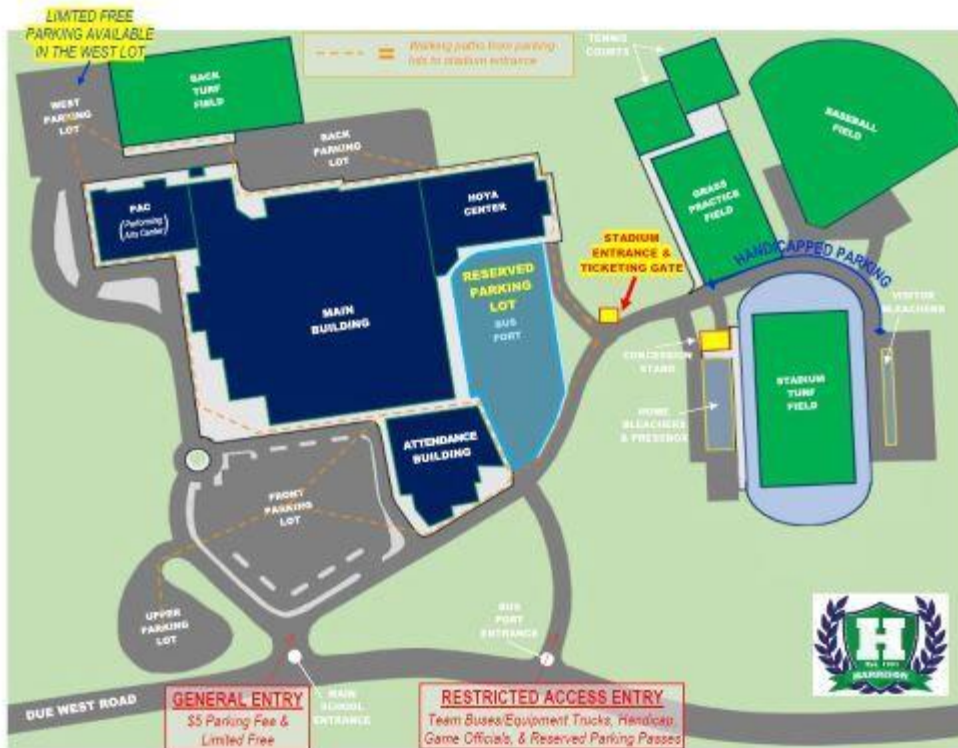 LIMITED FREE
PARKING AVAILABLE
IN THE WEST LOT
Walking paths from parking
lots to stadium entrance
TENNIS
COURTS
WEST
PARKING
LOT
BACK
TURF
FIELD
BACK
PARKING
LOT
BASEBALL
FIELD
GRASS
PRACTICE
FIELD
PAC
(Performing
Arts Center)
HOYA
CENTER
STADIUM
ENTRANCE &
TICKETING GATE
HANDICAPPED PARKING
RESERVED
PARKING
LOT
BUS
PORT
VISITOR
BLEACHERS
MAIN
BUILDING
CONCESSION
STAND
STADIUM
TURF
FIELD
HOME
BLEACHERS
& PRESSBOX
ATTENDANCE
BUILDING
FRONT
PARKING
LOT
UPPER
PARKING
LOT
BUS
PORT
ENTRANCE
H
HARRISON
DUE WEST ROAD
GENERAL ENTRY
$5 Parking Fee &
Limited Free
MAIN
SCHOOL
ENTRANCE
RESTRICTED ACCESS ENTRY
Team Buses/Equipment Trucks, Handicap,
Game Officials, & Reserved Parking Passes